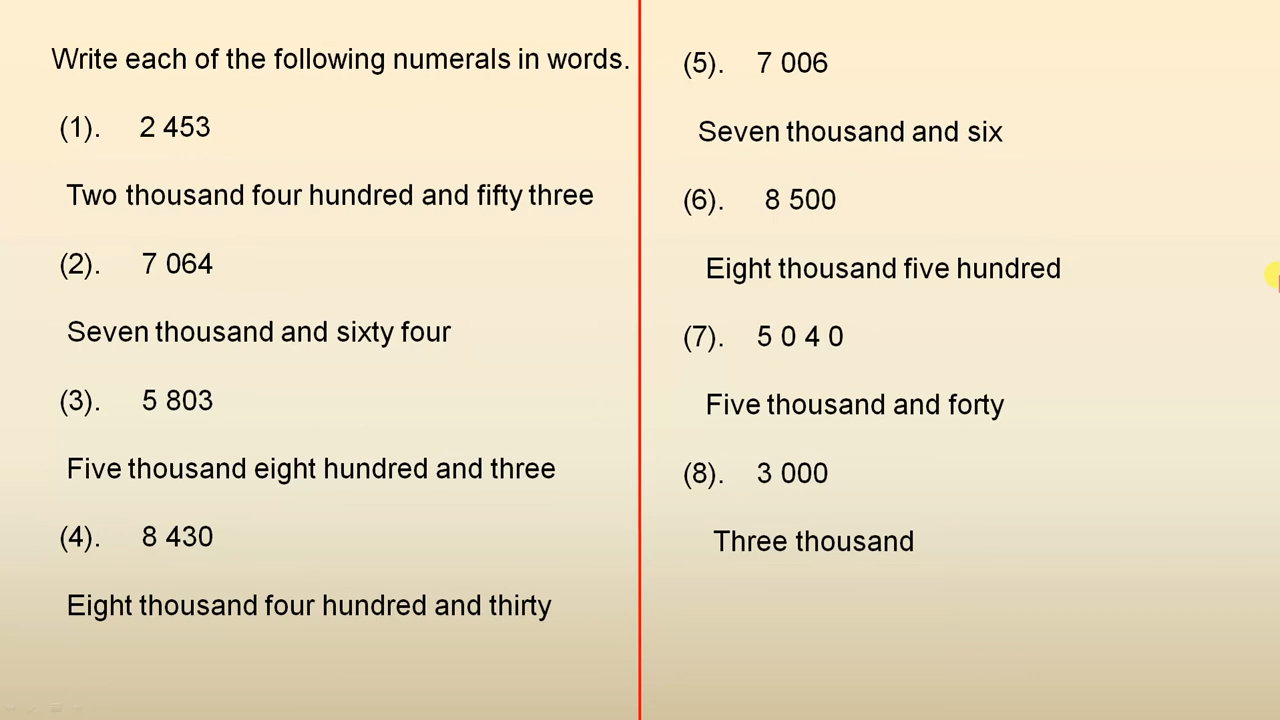 Write each of the following numerals in words.
(1). 2 453
Two thousand four hundred and fifty three
(2). 7 064
Seven thousand and sixty four
(3). 5 803
Five thousand eight hundred and three
(4). 8 430
Eight thousand four hundred and thirty
(5). 7 006
Seven thousand and six
(6). 8 500
Eight thousand five hundred
(7). 5 0 4 0
Five thousand and forty
(8). 3 000
Three thousand